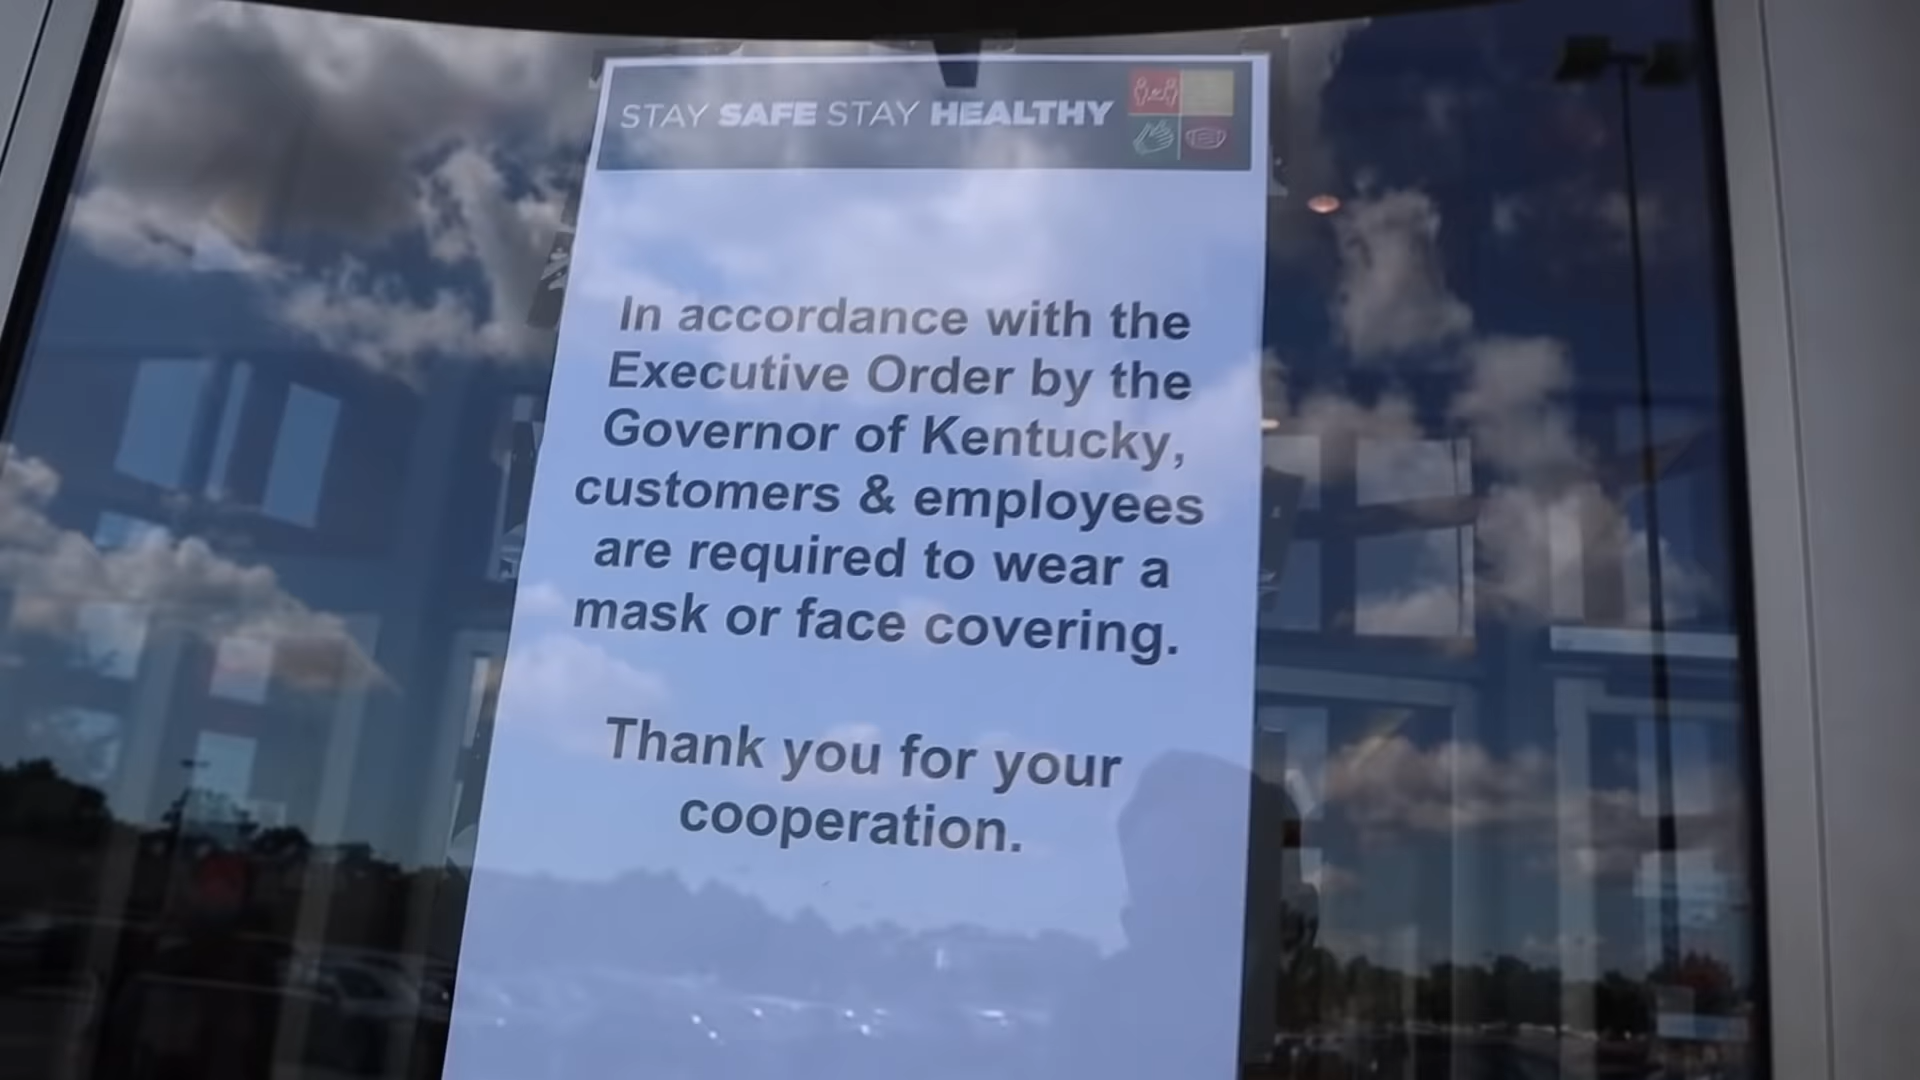 STAY SAFE STAY HEALTHY
In accordance with the
Executive Order by the
Governor of Kentucky,
customers & employees
are required to wear a
mask or face covering.
Thank you for your
cooperation.